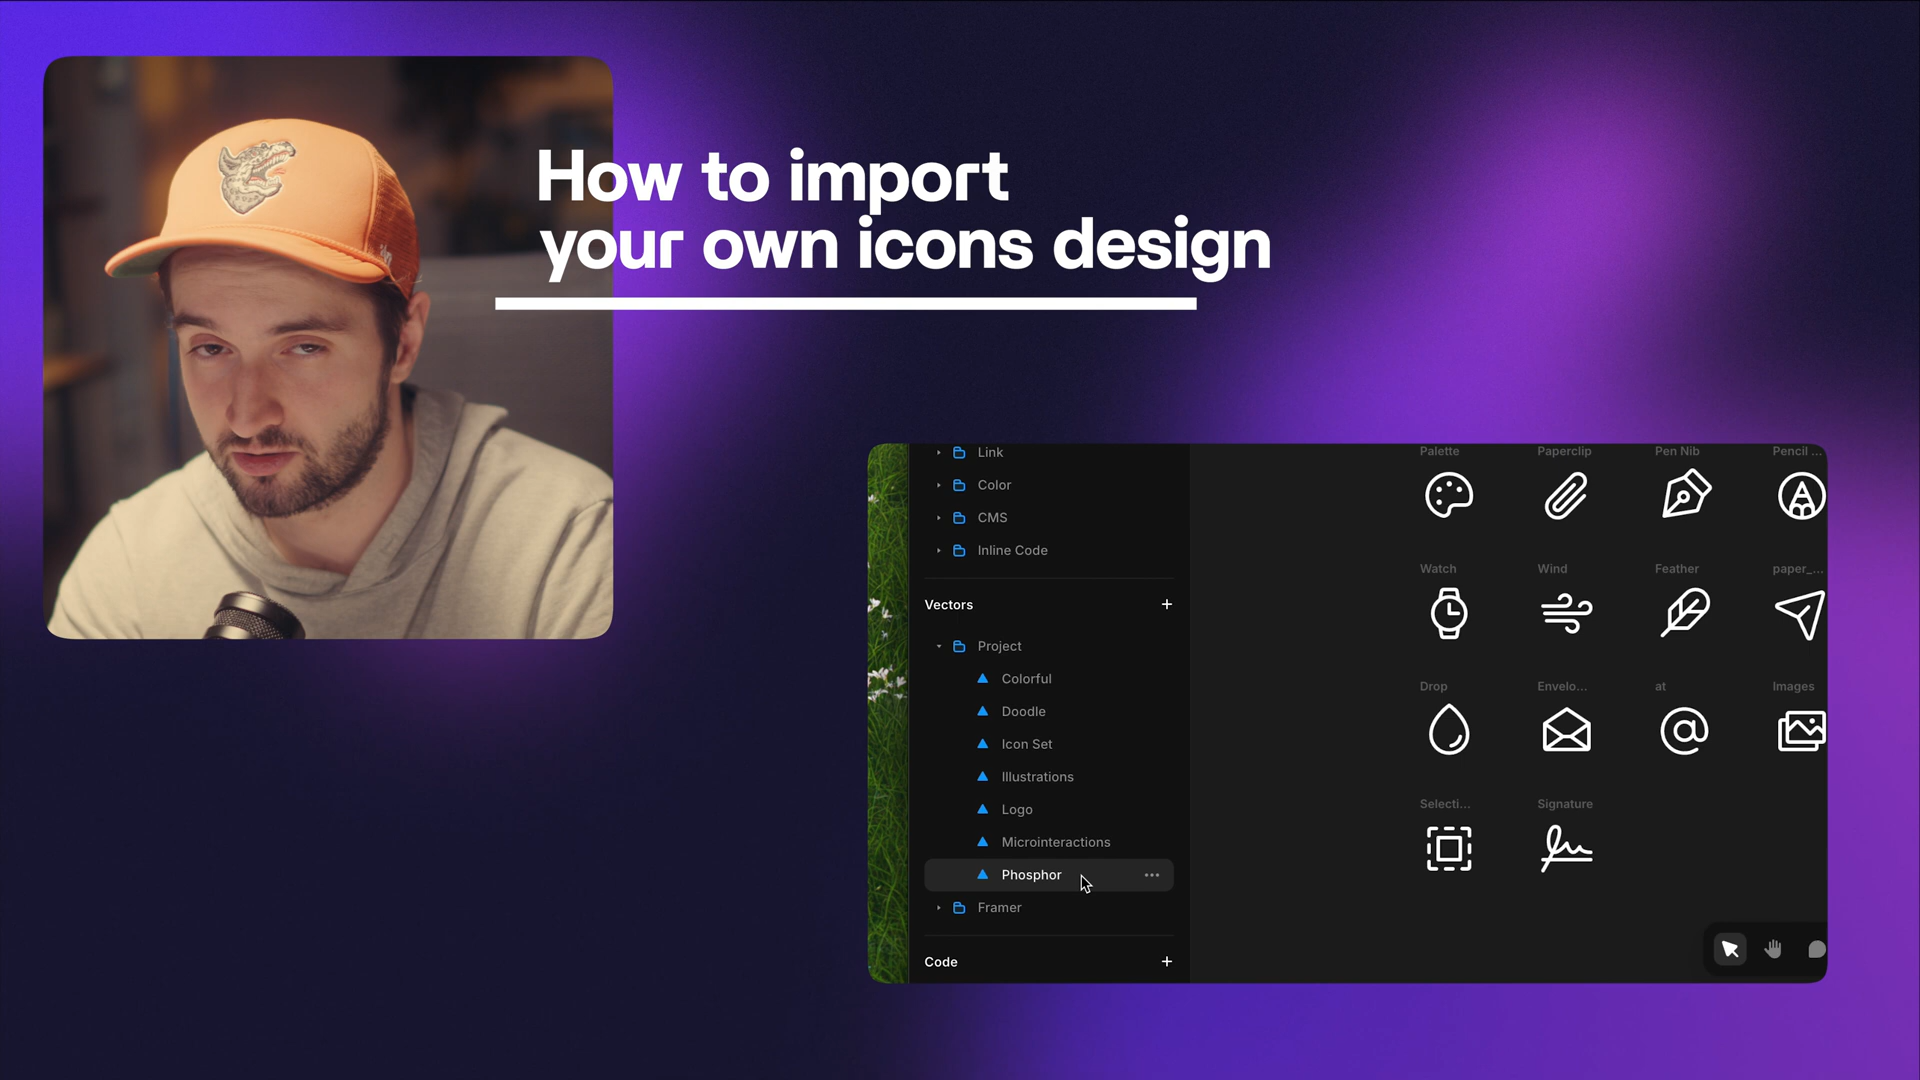 How to import
your own icons design
Link
Color
CMS
Inline Code
Vectors
Project
Colorful
Doodle
Icon Set
Illustrations
Logo
Microinteractions
Phosphor
Framer
Code
Palette Paperclip Pen Nib Pencil ...
Watch Wind Feather paper_...
Drop Envelo... at Images
Selecti... Signature